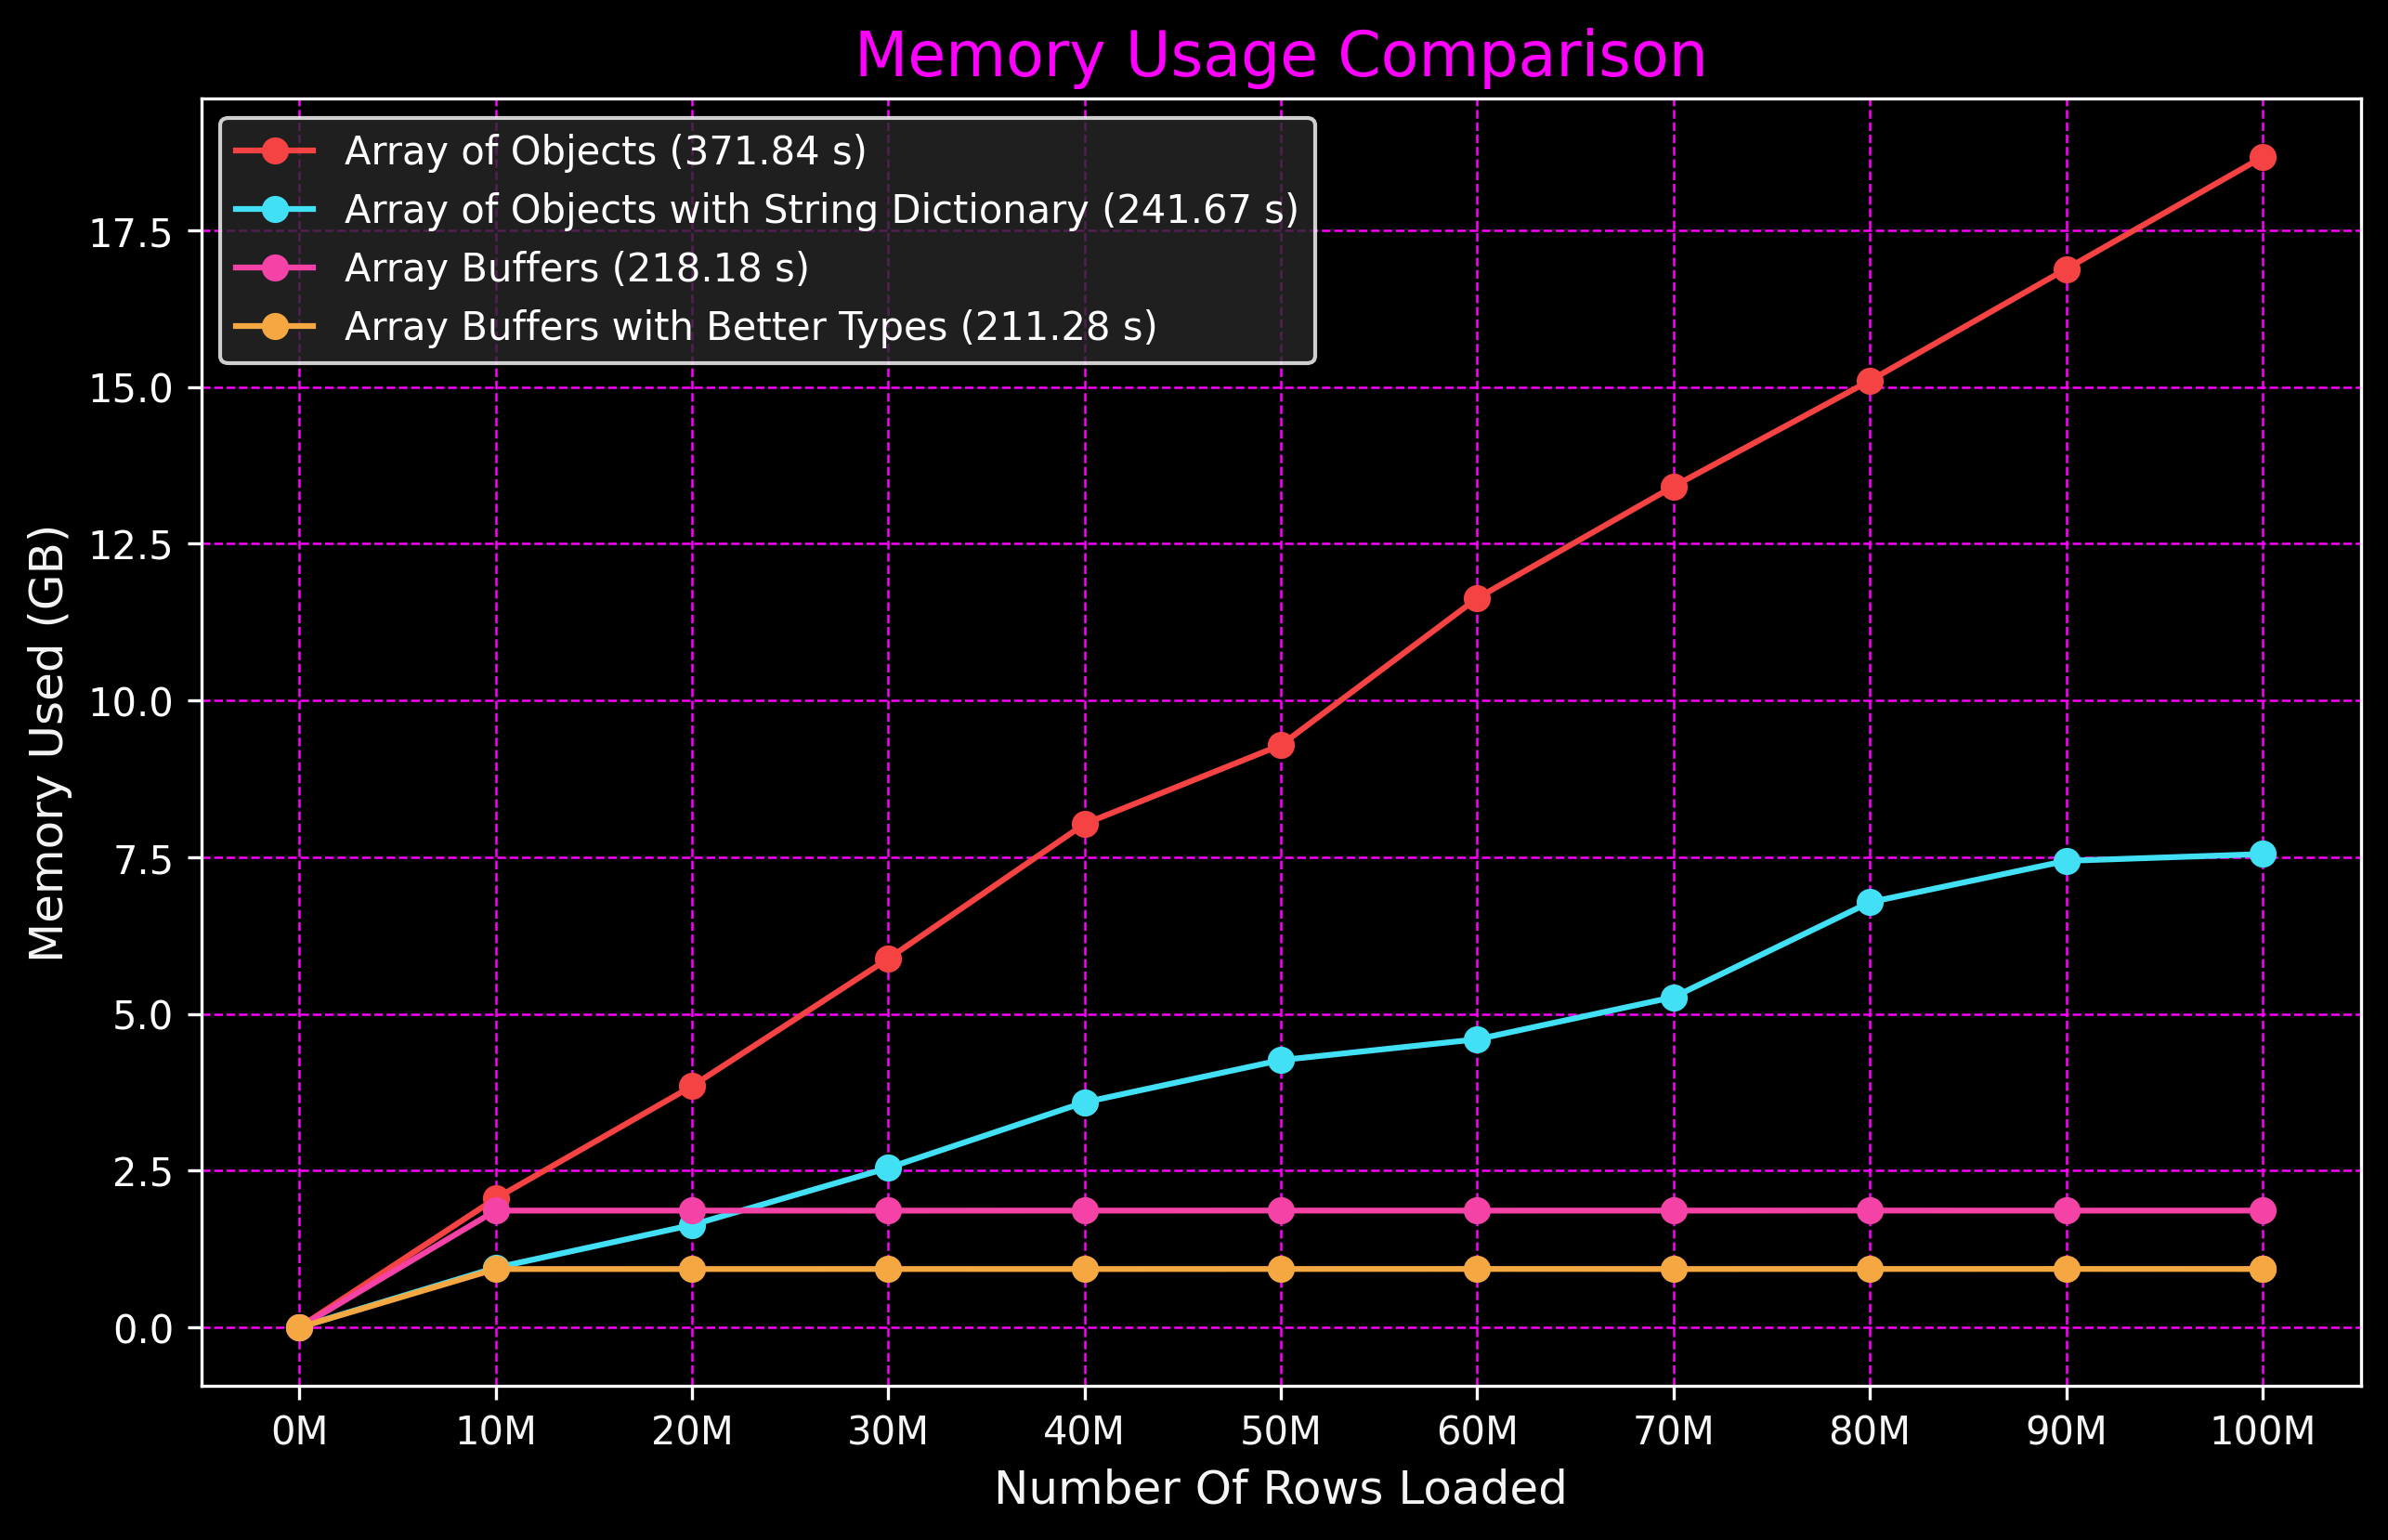 Memory Usage Comparison
Array of Objects (371.84 s)
Array of Objects with String Dictionary (241.67 s)
Array Buffers (218.18 s)
Array Buffers with Better Types (211.28 s)
Memory Used (GB)
17.5
15.0
12.5
10.0
7.5
5.0
2.5
0.0
0M 10M 20M 30M 40M 50M 60M 70M 80M 90M 100M
Number Of Rows Loaded